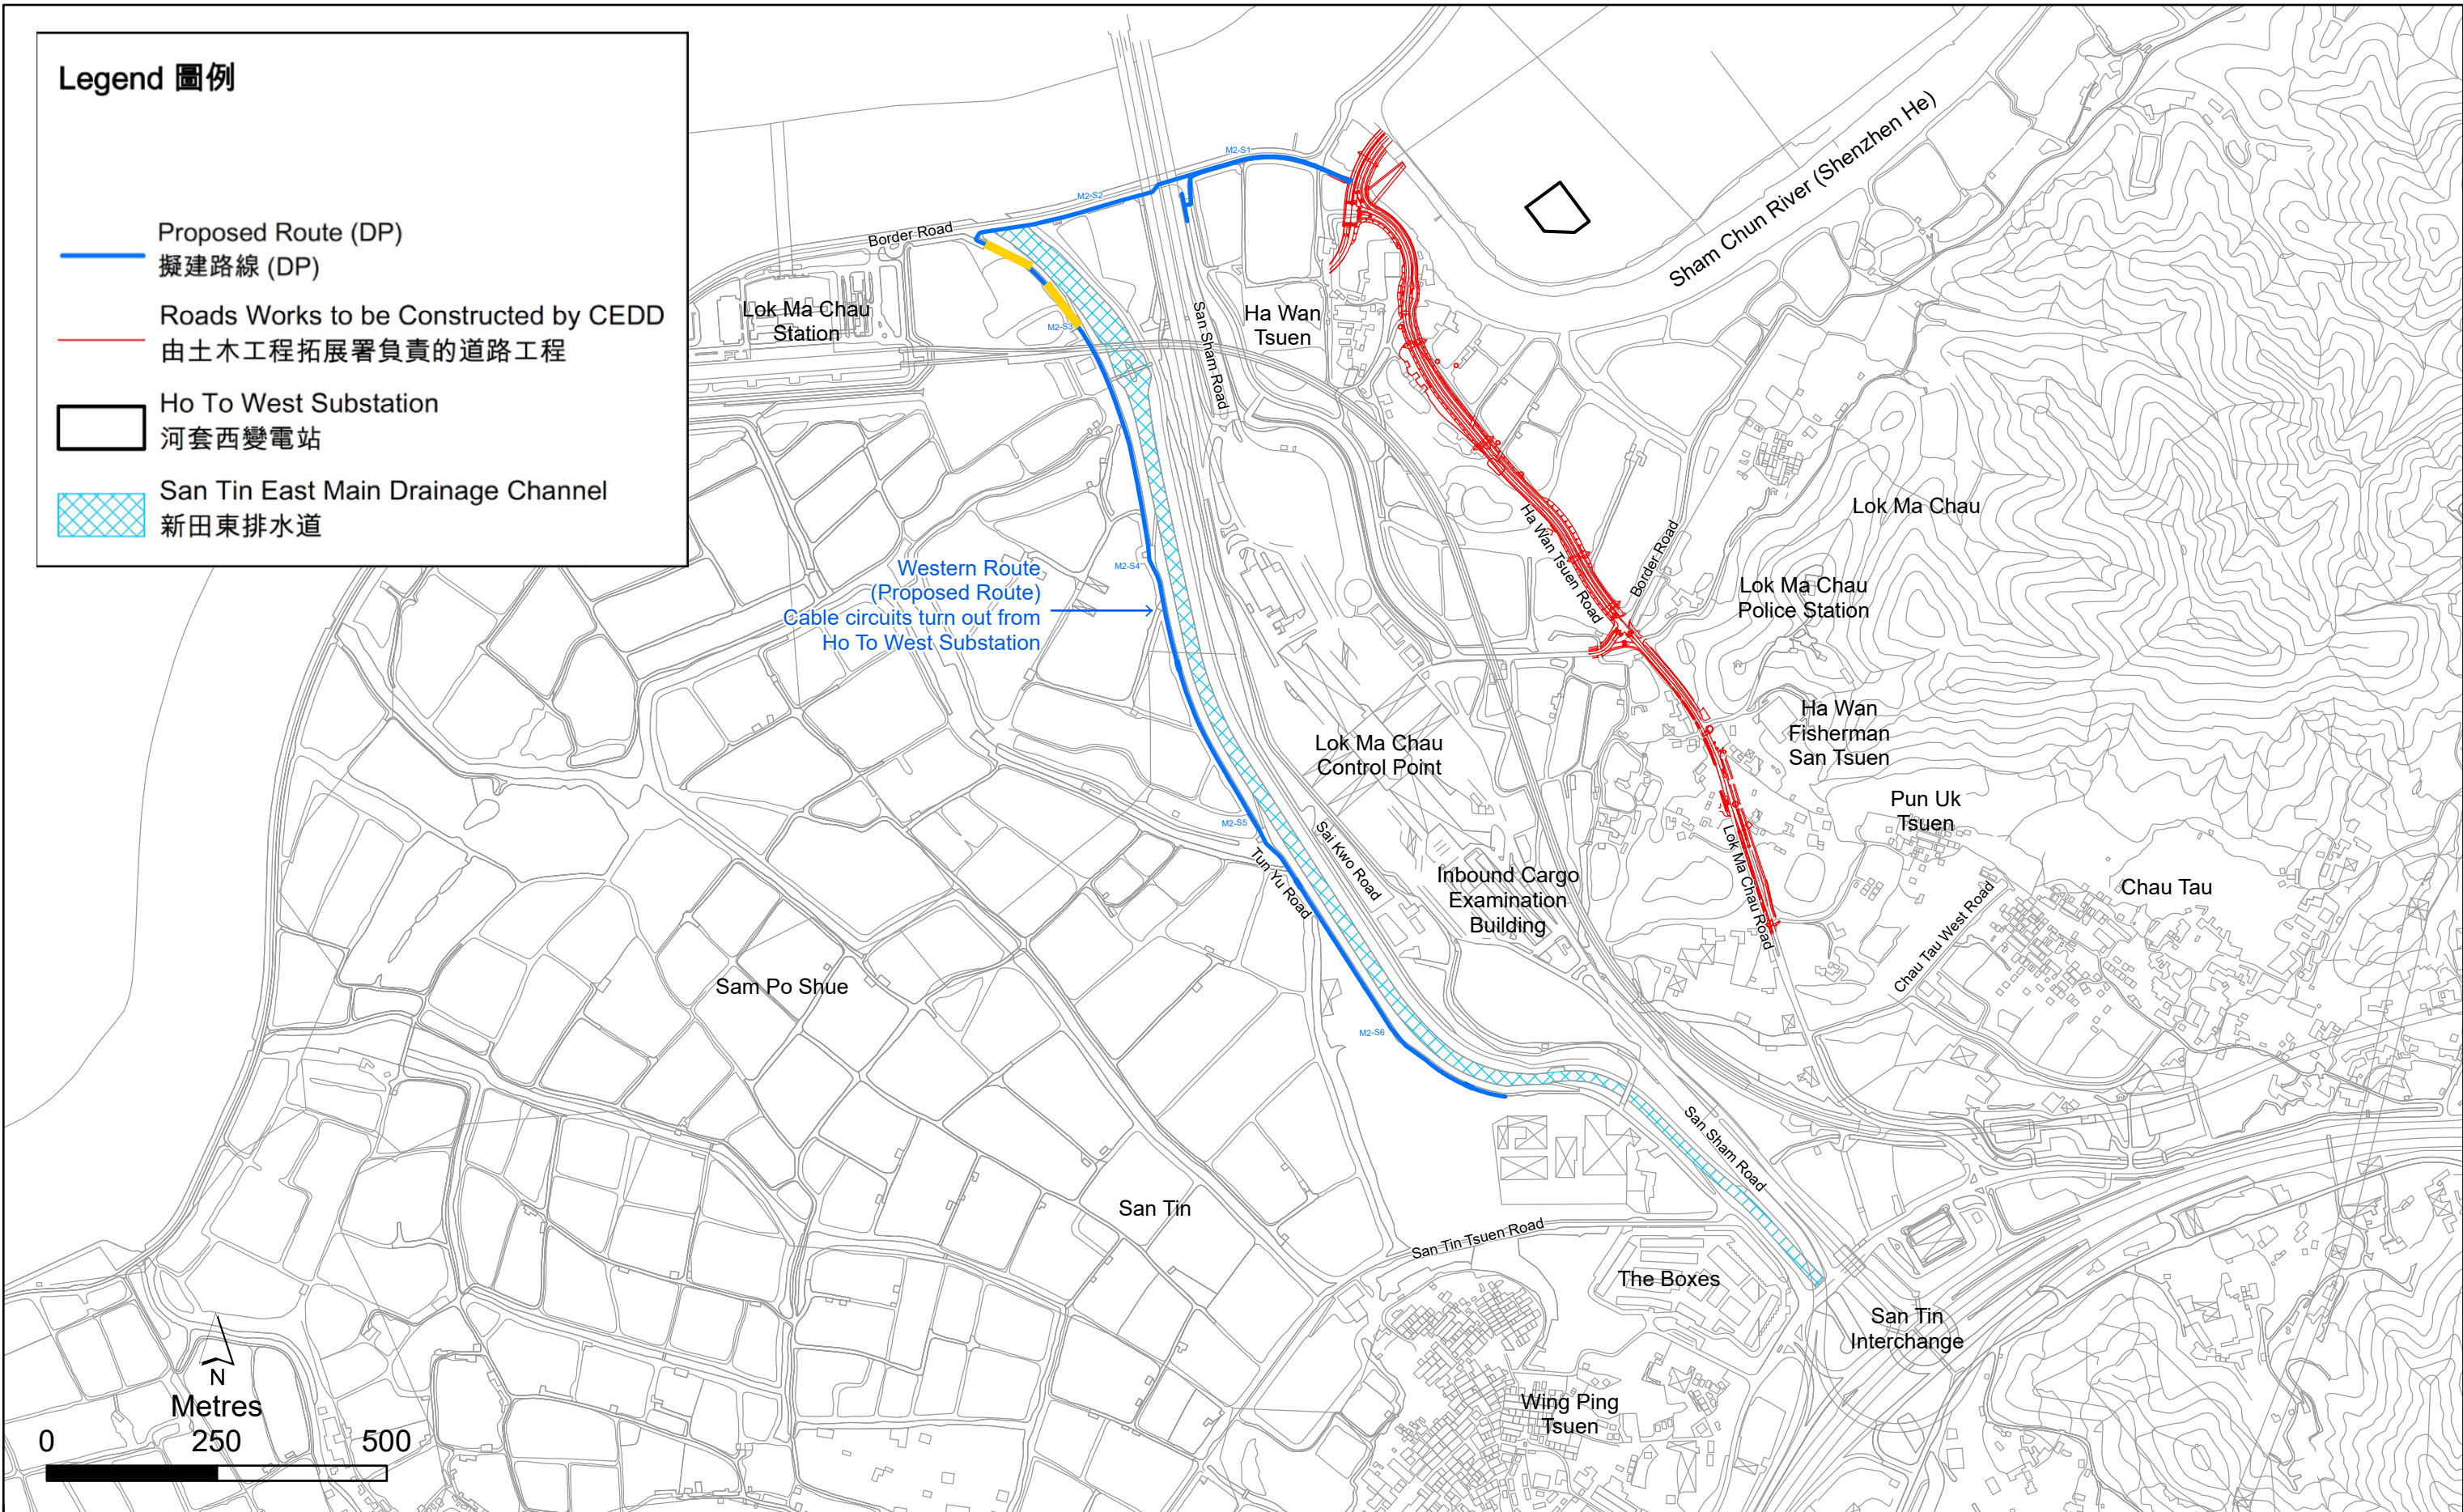 Legend 圖例
Proposed Route (DP)
擬建路線 (DP)
Roads Works to be Constructed by CEDD
由土木工程拓展署負責的道路工程
Ho To West Substation
河套西變電站
San Tin East Main Drainage Channel
新田東排水道
M2-S1
M2-S2
Border Road
Sham Chun River (Shenzhen He)
Lok Ma Chau
Station
M2-S3
San Sham Road
Ha Wan
Tsuen
Western Route
(Proposed Route)
Cable circuits turn out from
Ho To West Substation
M2-S4
Ha Wan Tsuen Road
Border Road
Lok Ma Chau
Lok Ma Chau
Police Station
Ha Wan
Fisherman
San Tsuen
Lok Ma Chau
Control Point
Pun Uk
Tsuen
M2-S5
Tun Yu Road
Sai Kwo Road
Inbound Cargo
Examination
Building
Lok Ma Chau Road
Chau Tau West Road
Chau Tau
Sam Po Shue
M2-S6
San Sham Road
San Tin
San Tin Tsuen Road
The Boxes
San Tin
Interchange
Wing Ping
Tsuen
N
Metres
0 250 500